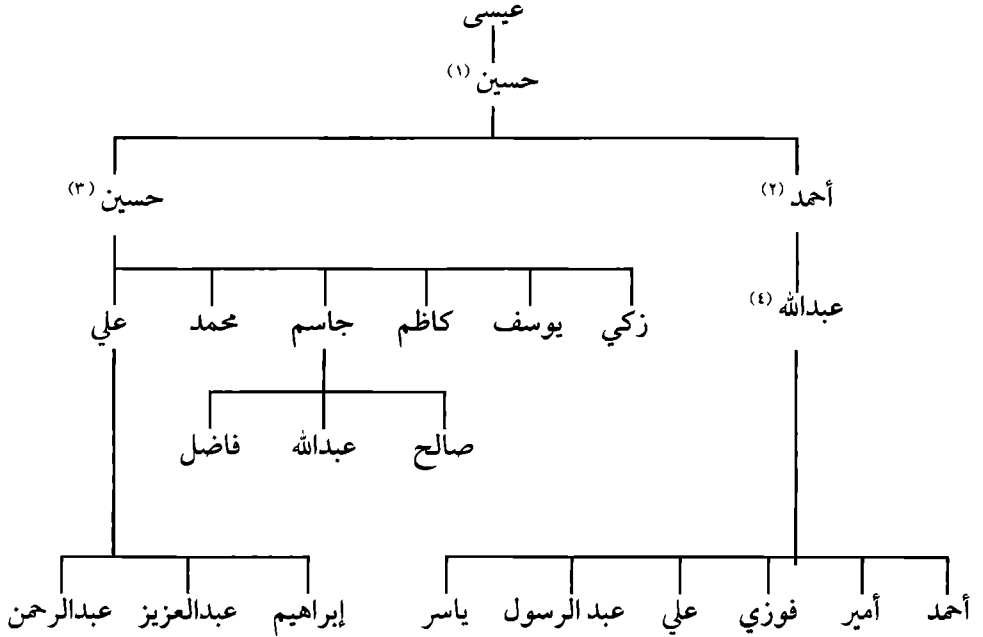 عيسى
حسين (١)
أحمد (٢) حسين (٣)
عبدالله (٤)
زكي يوسف كاظم جاسم محمد علي
صالح عبدالله فاضل
أحمد أمير فوزي علي عبد الرسول ياسر إبراهيم عبدالعزيز عبدالرحمن